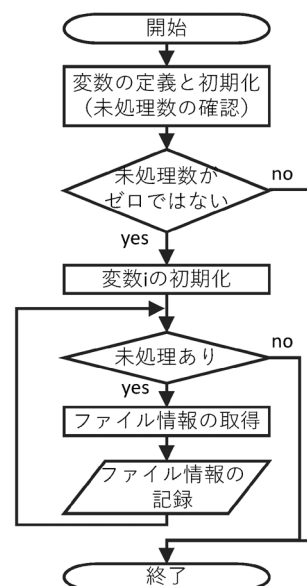 開始
変数の定義と初期化
（未処理数の確認）
未処理数が
ゼロではない
no
yes
変数iの初期化
未処理あり
no
yes
ファイル情報の取得
ファイル情報の
記録
終了